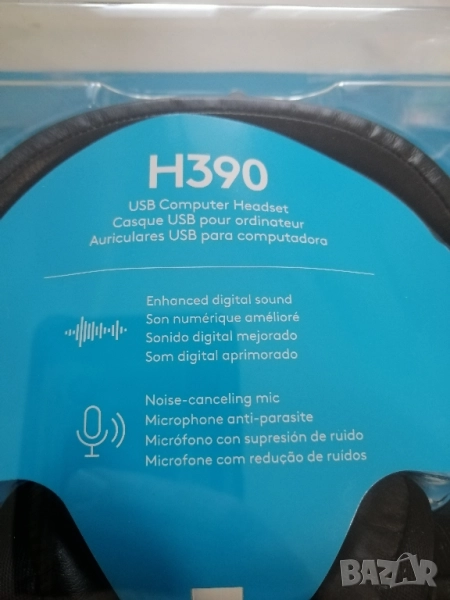 H390
USB Computer Headset
Casque USB pour ordinateur
Auriculares USB para computadora
Enhanced digital sound
Son numérique amélioré
Sonido digital mejorado
Som digital aprimorado
Noise-canceling mic
Microphone anti-parasite
Micrófono con supresión de ruido
Microfone com redução de ruídos
BAZAR